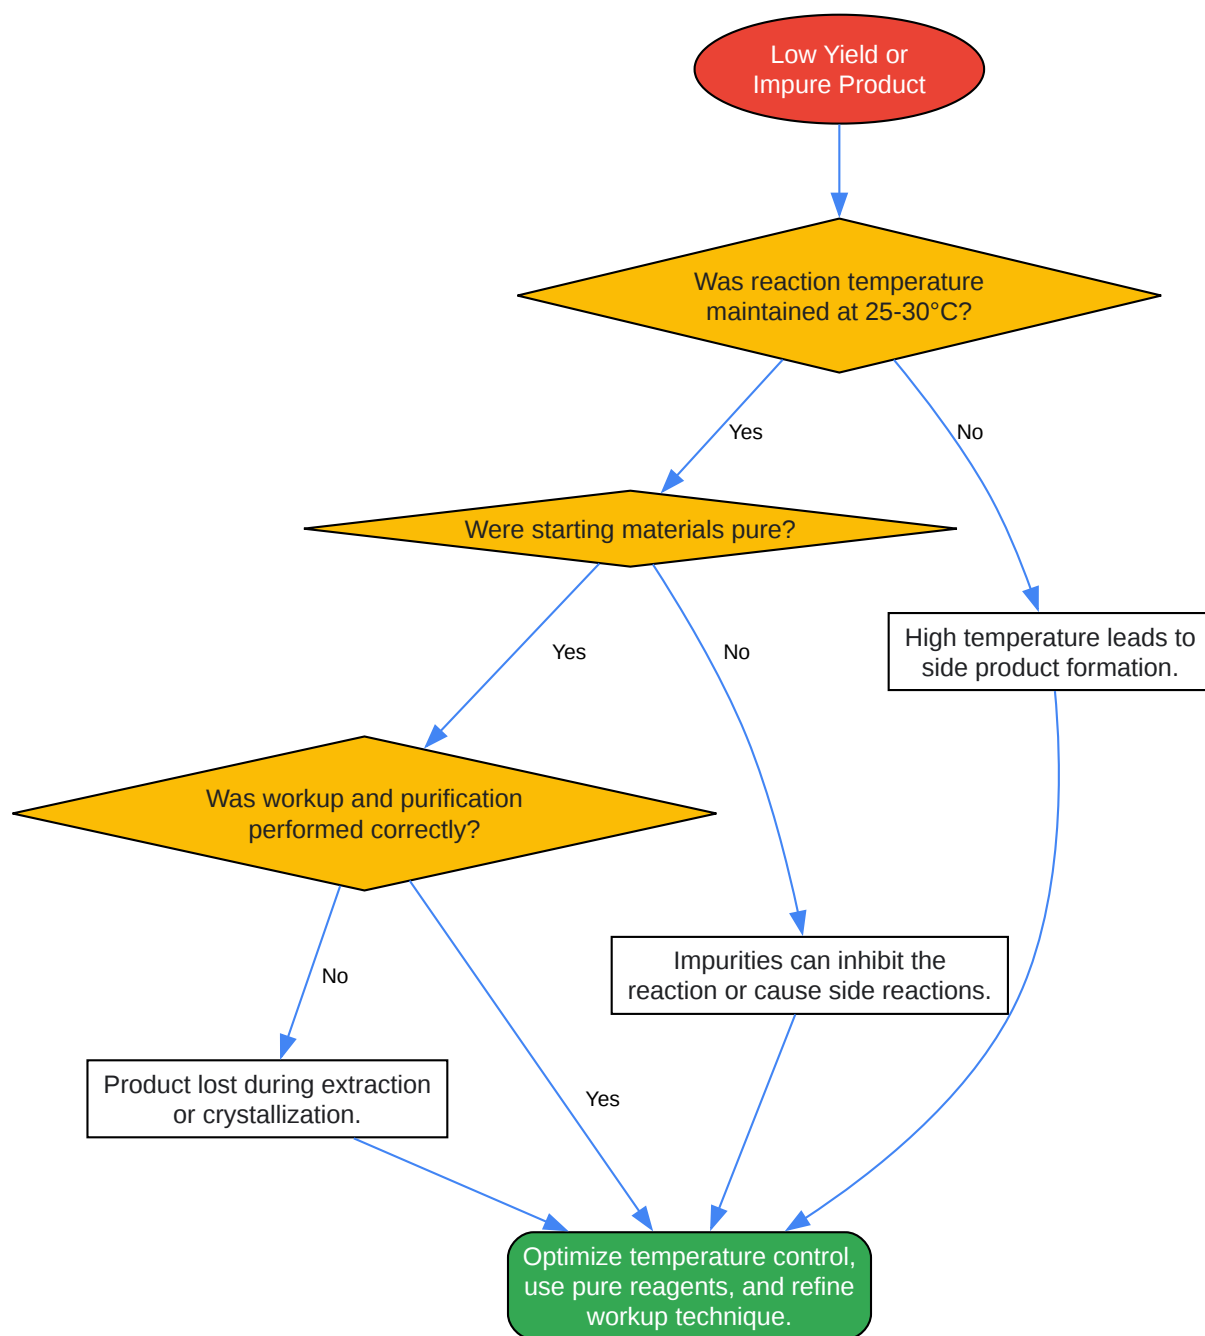 Low Yield or
Impure Product
Was reaction temperature
maintained at 25-30°C?
Yes
No
Were starting materials pure?
High temperature leads to
side product formation.
Yes
No
Was workup and purification
performed correctly?
Impurities can inhibit the
reaction or cause side reactions.
No
Product lost during extraction
or crystallization.
Yes
Optimize temperature control,
use pure reagents, and refine
workup technique.